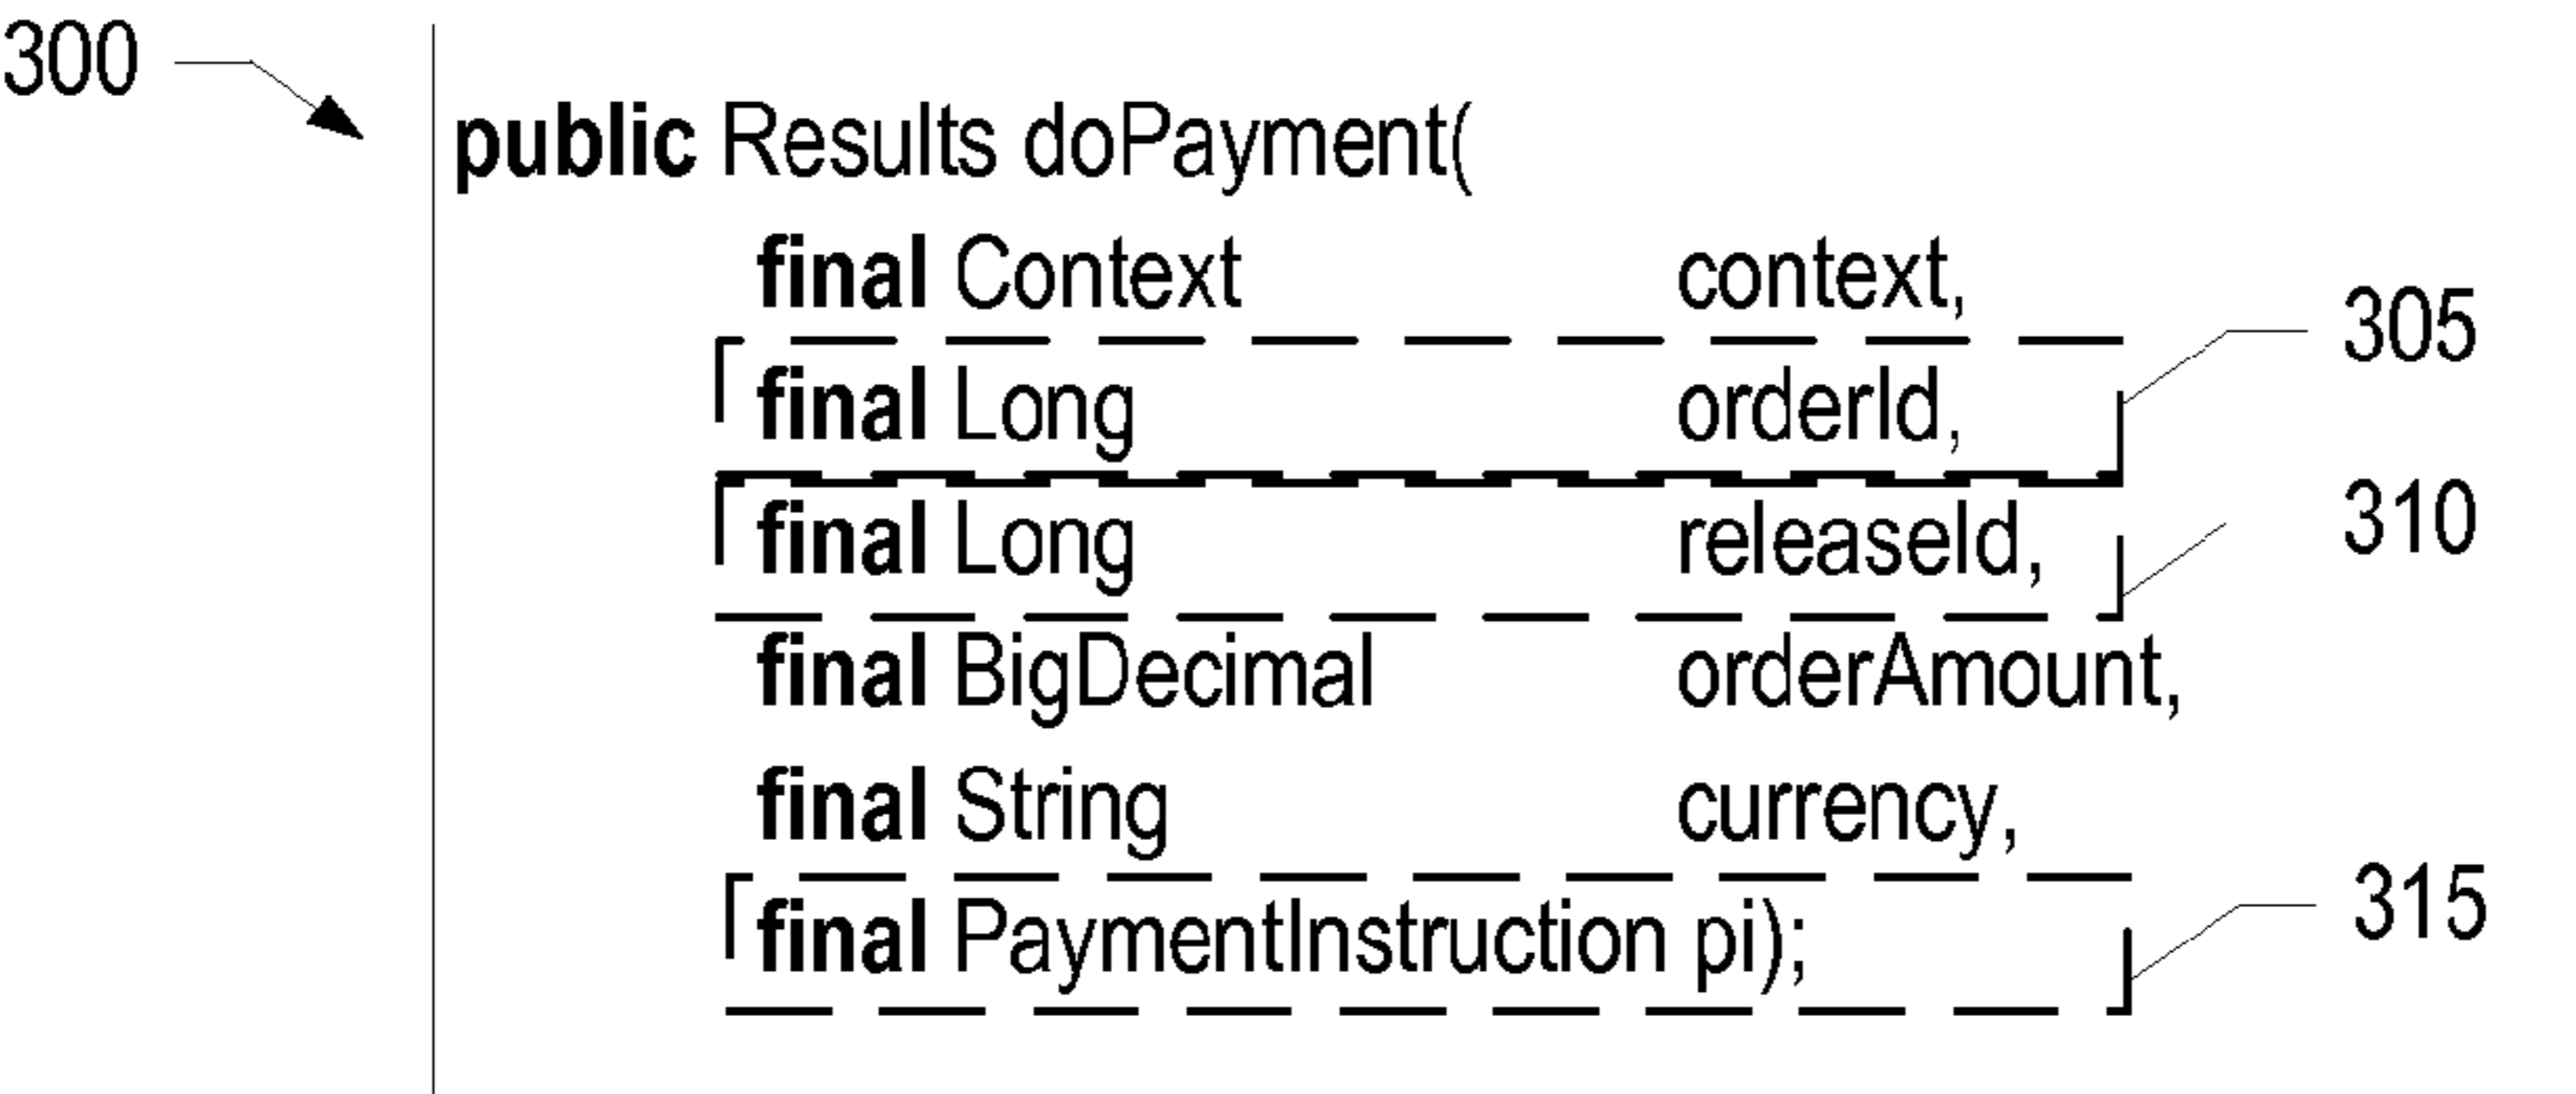 300
public Results doPayment(
final Context context,
305
final Long orderId,
310
final Long releaseId,
final BigDecimal orderAmount,
final String currency,
315
final PaymentInstruction pi);